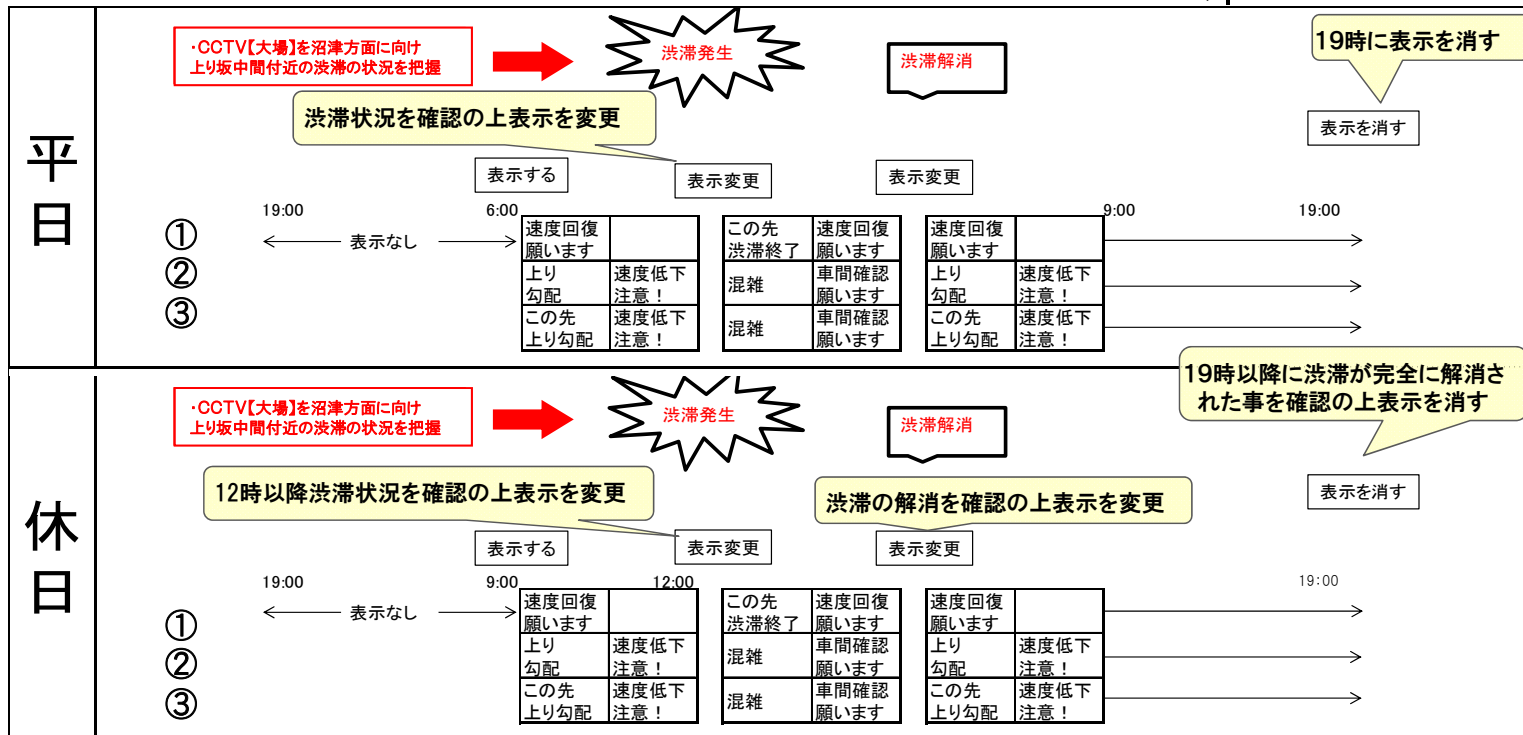 平日
・CCTV【大場】を沼津方面に向け
上り坂中間付近の渋滞の状況を把握
渋滞発生
渋滞解消
19時に表示を消す
渋滞状況を確認の上表示を変更
表示を消す
表示する
表示変更
表示変更
19:00
6:00
9:00
19:00
①
表示なし
速度回復
願います
この先
渋滞終了
速度回復
願います
速度回復
願います
②
上り
勾配
速度低下
注意！
混雑
車間確認
願います
上り
勾配
速度低下
注意！
③
この先
上り勾配
速度低下
注意！
混雑
車間確認
願います
この先
上り勾配
速度低下
注意！
休日
・CCTV【大場】を沼津方面に向け
上り坂中間付近の渋滞の状況を把握
渋滞発生
渋滞解消
19時以降に渋滞が完全に解消さ
れた事を確認の上表示を消す
12時以降渋滞状況を確認の上表示を変更
渋滞の解消を確認の上表示を変更
表示を消す
表示する
表示変更
表示変更
19:00
9:00
12:00
19:00
①
表示なし
速度回復
願います
この先
渋滞終了
速度回復
願います
速度回復
願います
②
上り
勾配
速度低下
注意！
混雑
車間確認
願います
上り
勾配
速度低下
注意！
③
この先
上り勾配
速度低下
注意！
混雑
車間確認
願います
この先
上り勾配
速度低下
注意！